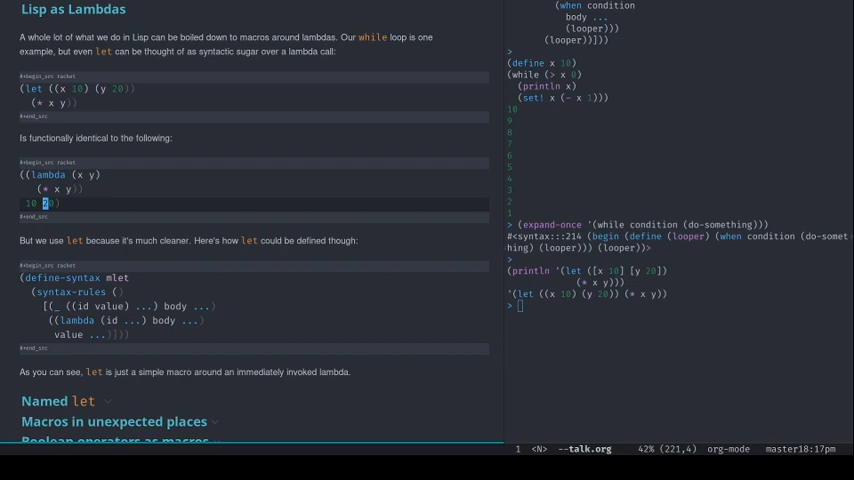 Lisp as Lambdas
A whole lot of what we do in Lisp can be boiled down to macros around lambdas. Our while loop is one
example, but even let can be thought of as syntactic sugar over a lambda call:
#+begin_src racket
(let ((x 10) (y 20))
(* x y))
#+end_src
Is functionally identical to the following:
#+begin_src racket
((lambda (x y)
(* x y))
10 20)
#+end_src
But we use let because it's much cleaner. Here's how let could be defined though:
#+begin_src racket
(define-syntax mlet
(syntax-rules ()
[(_ ((id value) ...) body ...)
((lambda (id ...) body ...)
value ...)]))
#+end_src
As you can see, let is just a simple macro around an immediately invoked lambda.
Named let
Macros in unexpected places
Boolean operators as macros
(when condition
body ...
(looper)))
(looper))]))
>
(define x 10)
(while (> x 0)
(println x)
(set! x (- x 1)))
10
9
8
7
6
5
4
3
2
1
> (expand-once '(while condition (do-something)))
#<syntax:::214 (begin (define (looper) (when condition (do-somet
hing) (looper))) (looper))>
>
(println '(let ([x 10] [y 20])
(* x y)))
'(let ((x 10) (y 20)) (* x y))
>
1 <N> --talk.org 42% (221,4) org-mode master18:17pm